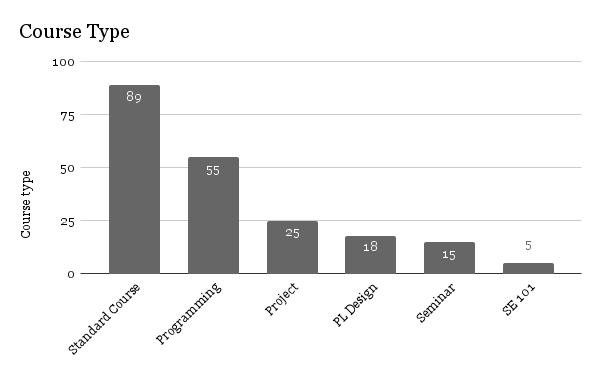 Course Type
100
75
50
25
0
Course type
89
55
25
18
15
5
Standard Course
Programming
Project
PL Design
Seminar
SE 101